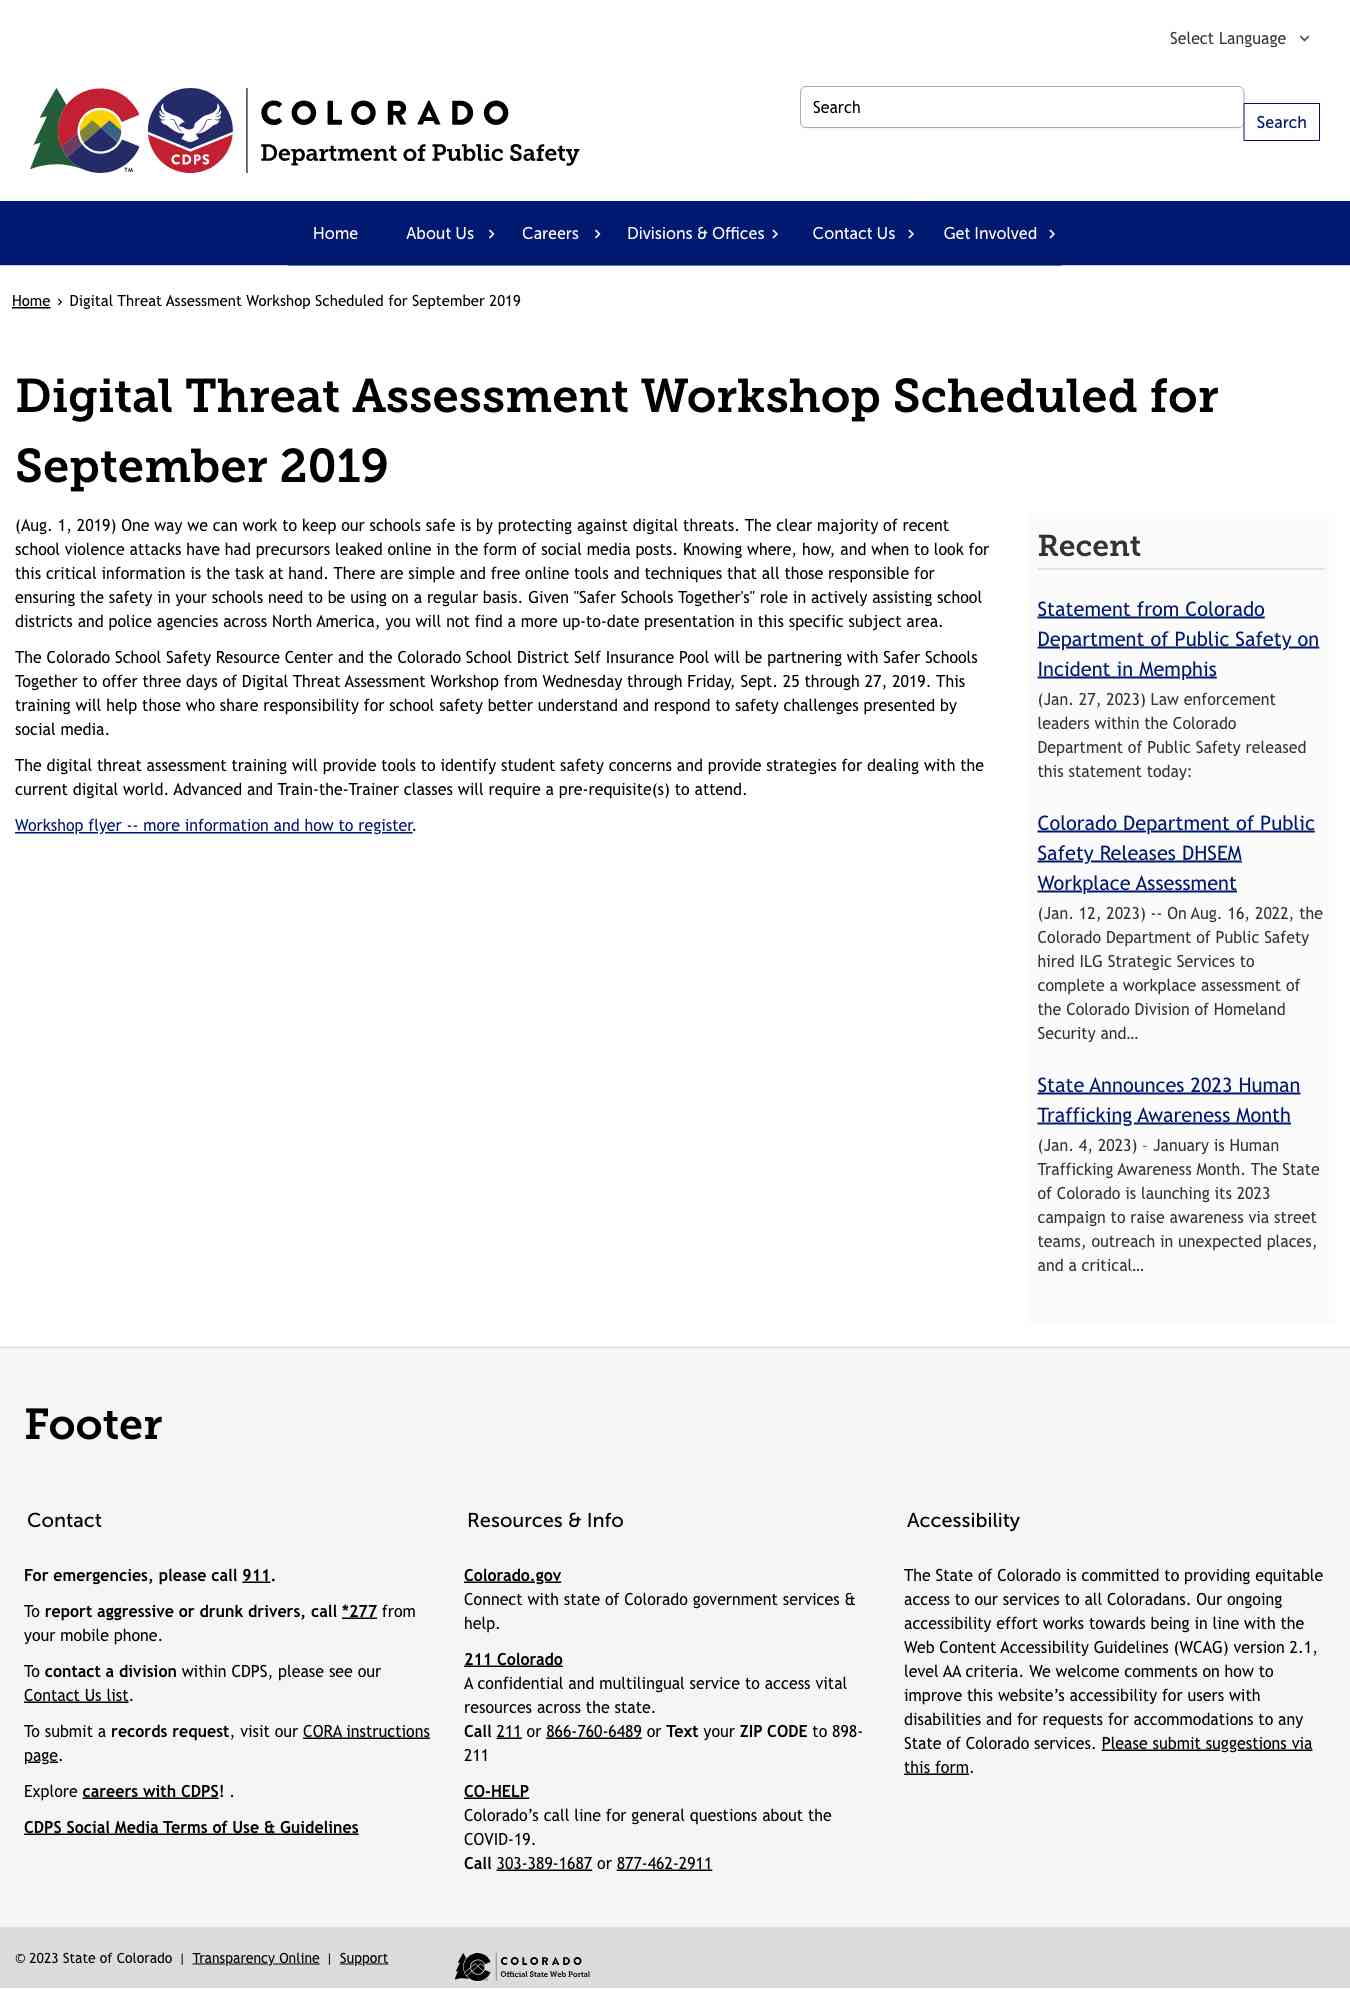 Select Language
CDPS
TM
COLORADO
Department of Public Safety
Search
Search
Home
About Us
Careers
Divisions & Offices
Contact Us
Get Involved
Home › Digital Threat Assessment Workshop Scheduled for September 2019
Digital Threat Assessment Workshop Scheduled for
September 2019
(Aug. 1, 2019) One way we can work to keep our schools safe is by protecting against digital threats. The clear majority of recent
school violence attacks have had precursors leaked online in the form of social media posts. Knowing where, how, and when to look for
this critical information is the task at hand. There are simple and free online tools and techniques that all those responsible for
ensuring the safety in your schools need to be using on a regular basis. Given "Safer Schools Together's" role in actively assisting school
districts and police agencies across North America, you will not find a more up-to-date presentation in this specific subject area.
The Colorado School Safety Resource Center and the Colorado School District Self Insurance Pool will be partnering with Safer Schools
Together to offer three days of Digital Threat Assessment Workshop from Wednesday through Friday, Sept. 25 through 27, 2019. This
training will help those who share responsibility for school safety better understand and respond to safety challenges presented by
social media.
The digital threat assessment training will provide tools to identify student safety concerns and provide strategies for dealing with the
current digital world. Advanced and Train-the-Trainer classes will require a pre-requisite(s) to attend.
Workshop flyer -- more information and how to register.
Recent
Statement from Colorado
Department of Public Safety on
Incident in Memphis
(Jan. 27, 2023) Law enforcement
leaders within the Colorado
Department of Public Safety released
this statement today:
Colorado Department of Public
Safety Releases DHSEM
Workplace Assessment
(Jan. 12, 2023) -- On Aug. 16, 2022, the
Colorado Department of Public Safety
hired ILG Strategic Services to
complete a workplace assessment of
the Colorado Division of Homeland
Security and…
State Announces 2023 Human
Trafficking Awareness Month
(Jan. 4, 2023) – January is Human
Trafficking Awareness Month. The State
of Colorado is launching its 2023
campaign to raise awareness via street
teams, outreach in unexpected places,
and a critical…
Footer
Contact
For emergencies, please call 911.
To report aggressive or drunk drivers, call *277 from
your mobile phone.
To contact a division within CDPS, please see our
Contact Us list.
To submit a records request, visit our CORA instructions
page.
Explore careers with CDPS! .
CDPS Social Media Terms of Use & Guidelines
Resources & Info
Colorado.gov
Connect with state of Colorado government services &
help.
211 Colorado
A confidential and multilingual service to access vital
resources across the state.
Call 211 or 866-760-6489 or Text your ZIP CODE to 898-
211
CO-HELP
Colorado’s call line for general questions about the
COVID-19.
Call 303-389-1687 or 877-462-2911
Accessibility
The State of Colorado is committed to providing equitable
access to our services to all Coloradans. Our ongoing
accessibility effort works towards being in line with the
Web Content Accessibility Guidelines (WCAG) version 2.1,
level AA criteria. We welcome comments on how to
improve this website’s accessibility for users with
disabilities and for requests for accommodations to any
State of Colorado services. Please submit suggestions via
this form.
© 2023 State of Colorado | Transparency Online | Support
COLORADO
Official State Web Portal